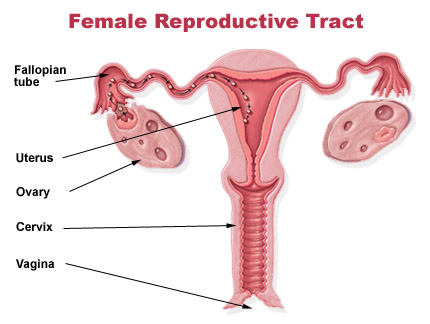 Female Reproductive Tract
Fallopian
tube
Uterus
Ovary
Cervix
Vagina